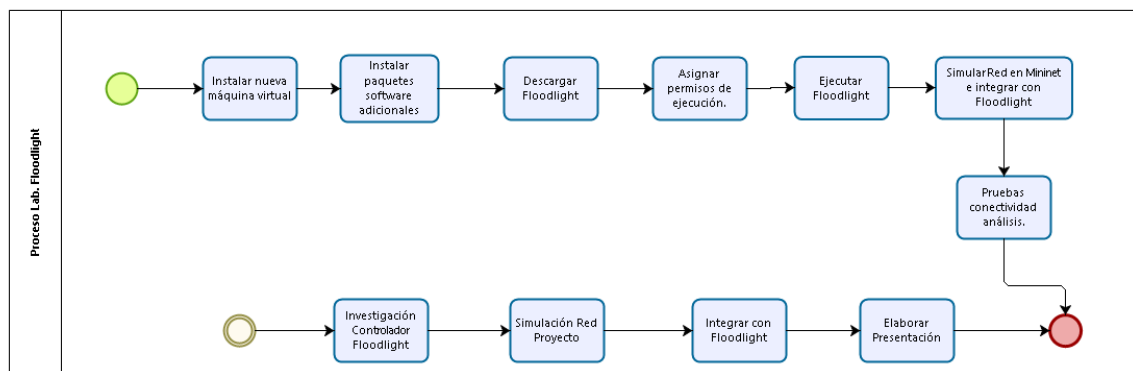 Proceso Lab. Floodlight
Instalar nueva
máquina virtual
Instalar
paquetes
software
adicionales
Descargar
Floodlight
Asignar
permisos de
ejecución.
Ejecutar
Floodlight
Simular Red en Mininet
e integrar con
Floodlight
Pruebas
conectividad
análisis.
Investigación
Controlador
Floodlight
Simulación Red
Proyecto
Integrar con
Floodlight
Elaborar
Presentación